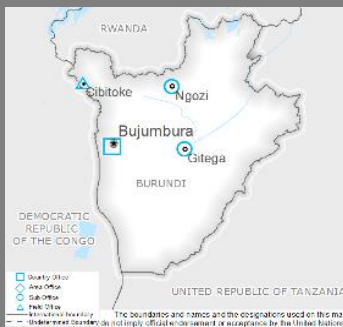 RWANDA
Cibitoke
Ngozi
Bujumbura
Gitega
BURUNDI
DEMOCRATIC
REPUBLIC
OF THE CONGO
UNITED REPUBLIC OF TANZANIA
Country Office
Area Office
Sub Office
Field Office
International boundary
Undetermined Boundary
The boundaries and names and the designations used on this ma
do not imply official endorsement or acceptance by the United Nations